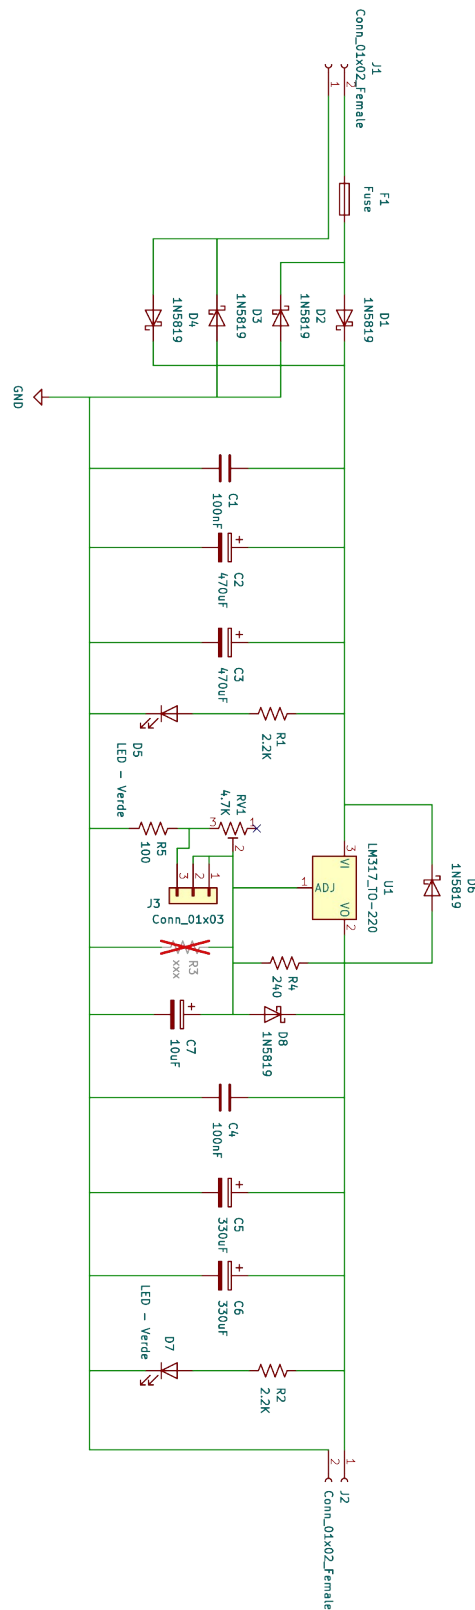 J1
Conn_01x02_Female
2
1
F1
Fuse
D1
1N5819
D2
1N5819
D3
1N5819
D4
1N5819
GND
C1
100nF
C2
470uF
C3
470uF
R1
2.2K
D5
LED - Verde
RV1
4.7K
1
2
3
R5
100
J3
Conn_01x03
1
2
3
U1
LM317_TO-220
VI
3
ADJ
1
VO
2
D6
1N5819
R3
xxx
R4
240
D8
1N5819
C7
10uF
C4
100nF
C5
330uF
C6
330uF
R2
2.2K
D7
LED - Verde
J2
Conn_01x02_Female
1
2